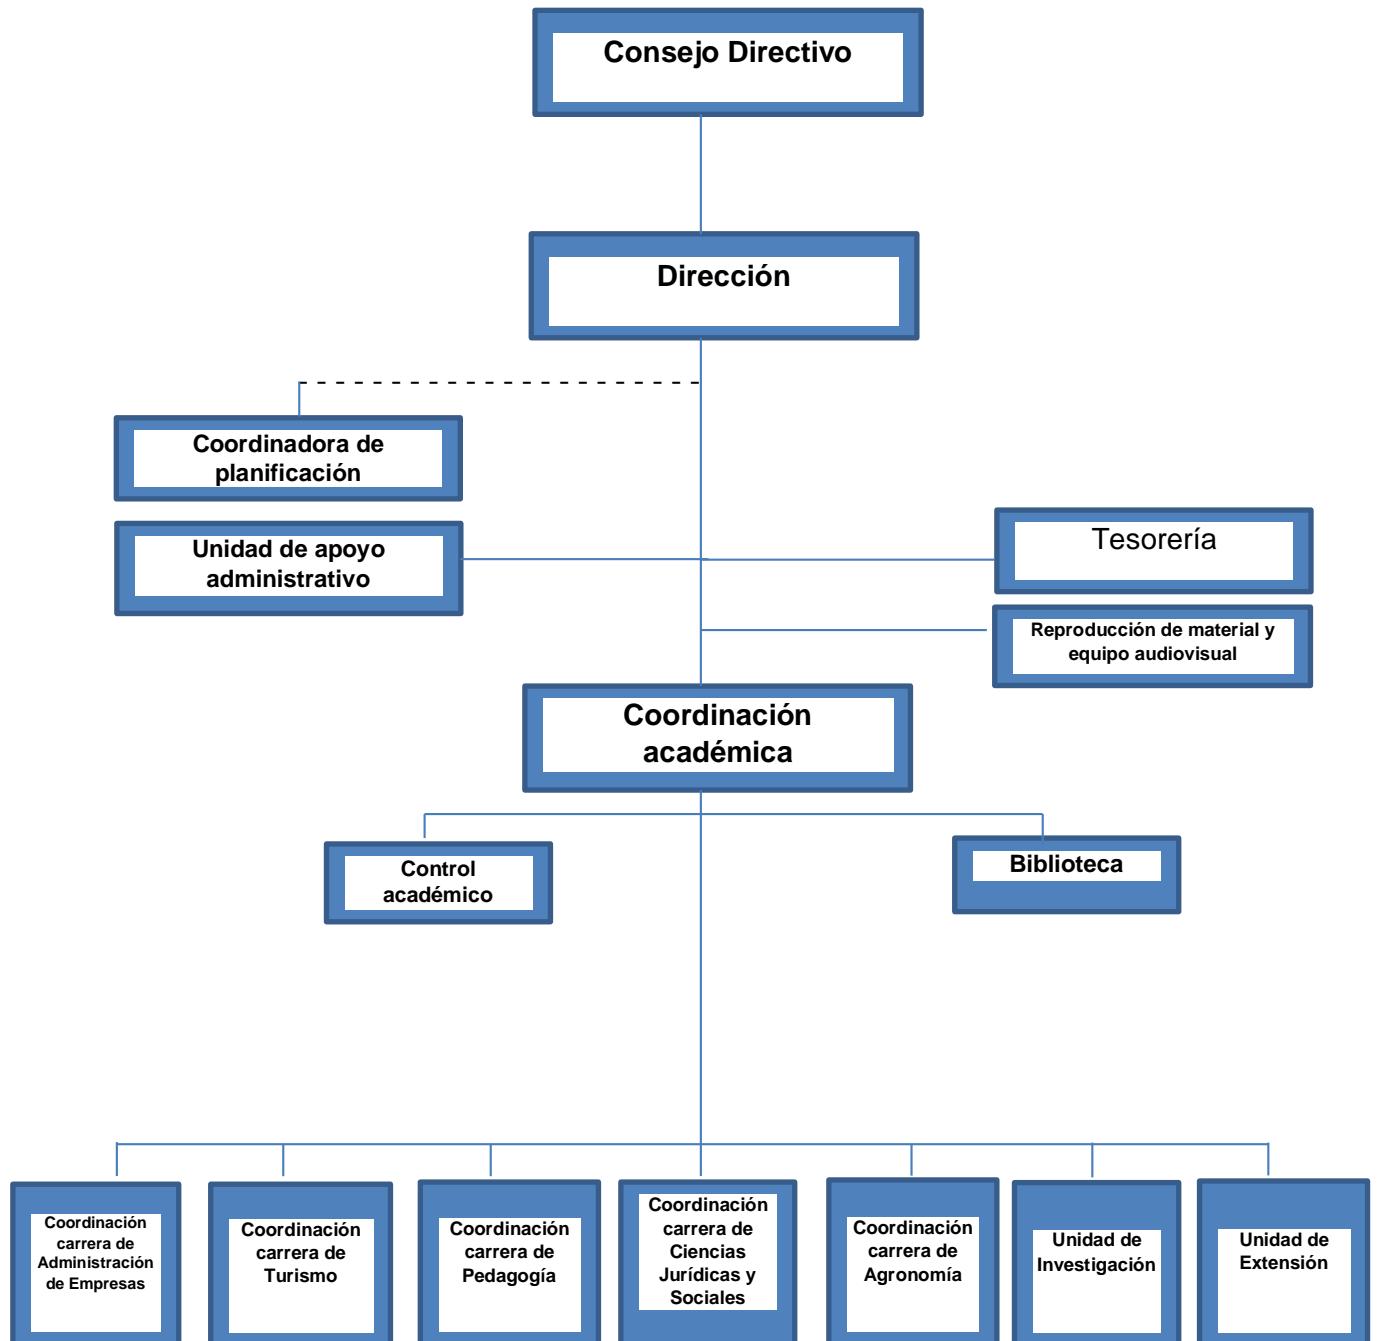 Consejo Directivo
Dirección
Coordinadora de
planificación
Unidad de apoyo
administrativo
Tesorería
Reproducción de material y
equipo audiovisual
Coordinación
académica
Control
académico
Biblioteca
Coordinación
carrera de
Administración
de Empresas
Coordinación
carrera de
Turismo
Coordinación
carrera de
Pedagogía
Coordinación
carrera de
Ciencias
Jurídicas y
Sociales
Coordinación
carrera de
Agronomía
Unidad de
Investigación
Unidad de
Extensión